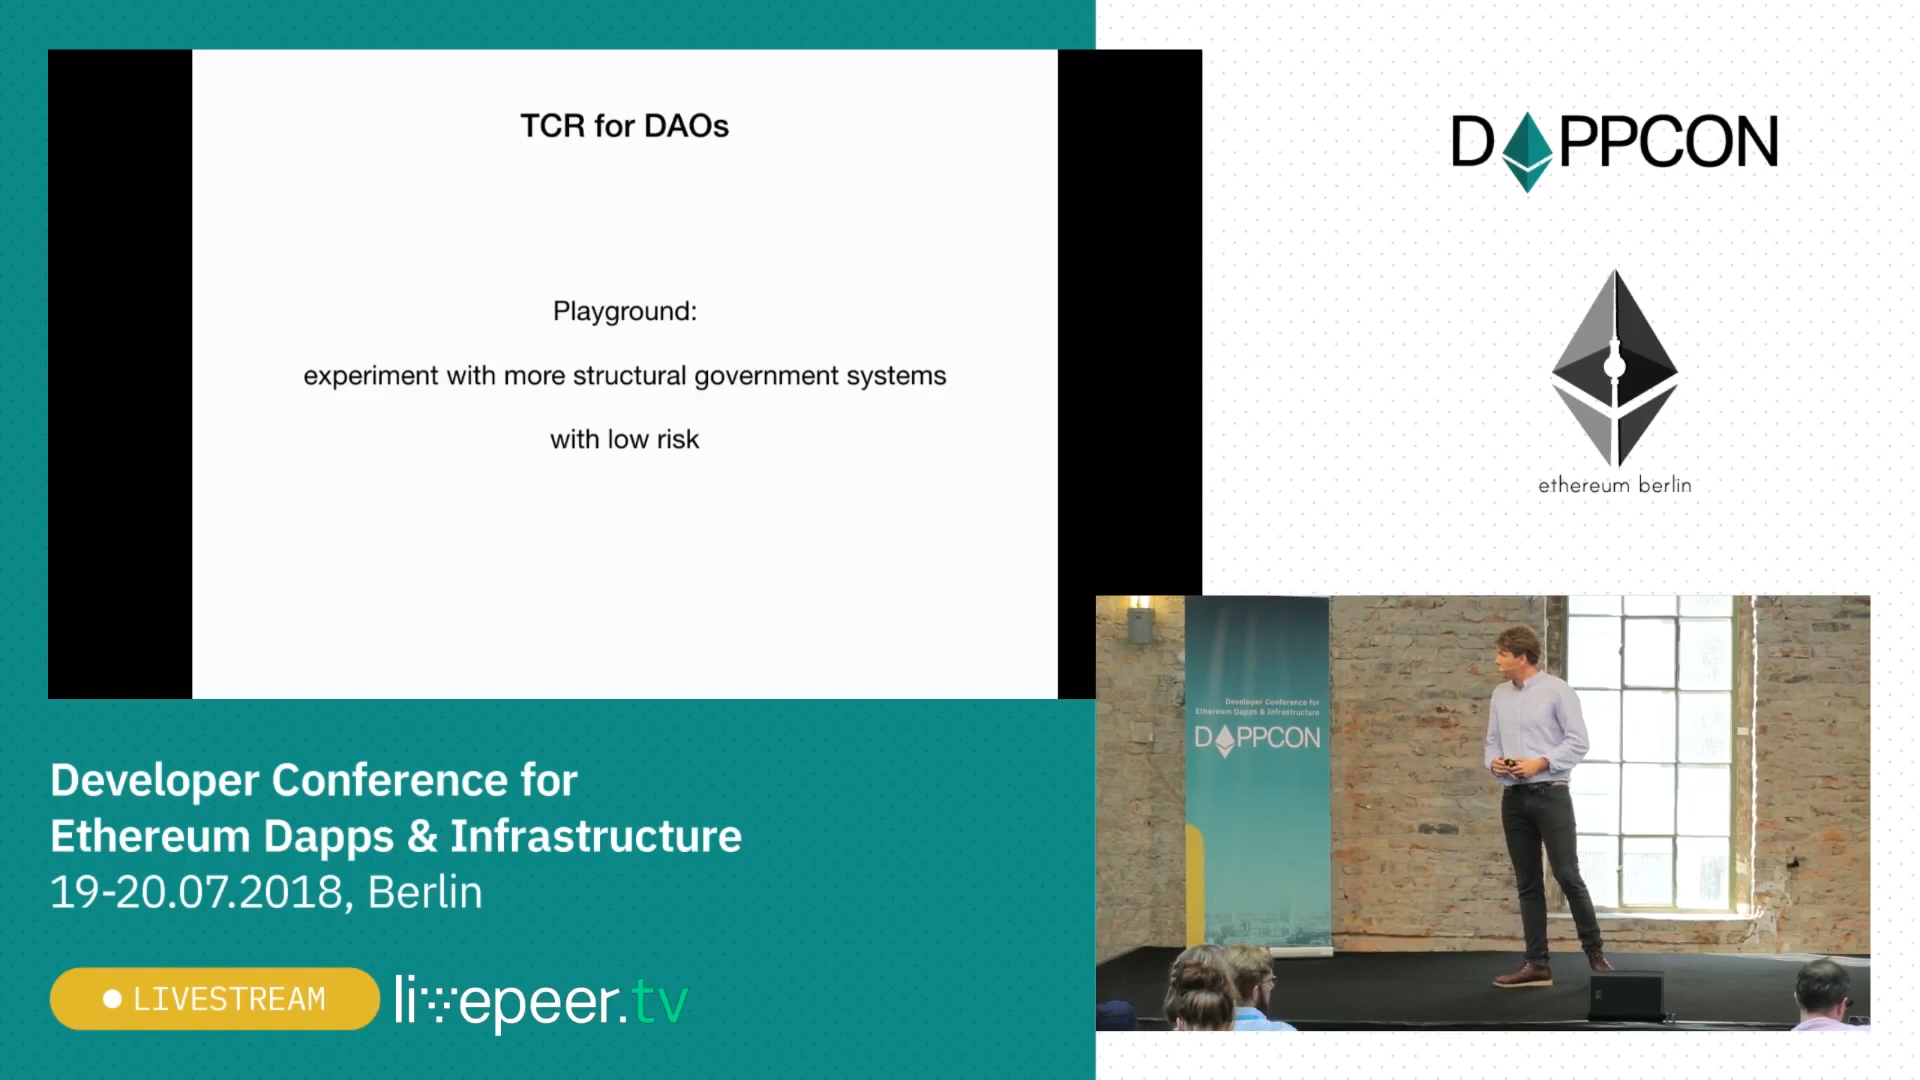 TCR for DAOs
Playground:
experiment with more structural government systems
with low risk
DAPPCON
ethereum berlin
Developer Conference for
Ethereum Dapps & Infrastructure
DAPPCON
Developer Conference for
Ethereum Dapps & Infrastructure
19-20.07.2018, Berlin
LIVESTREAM
livepeer.tv